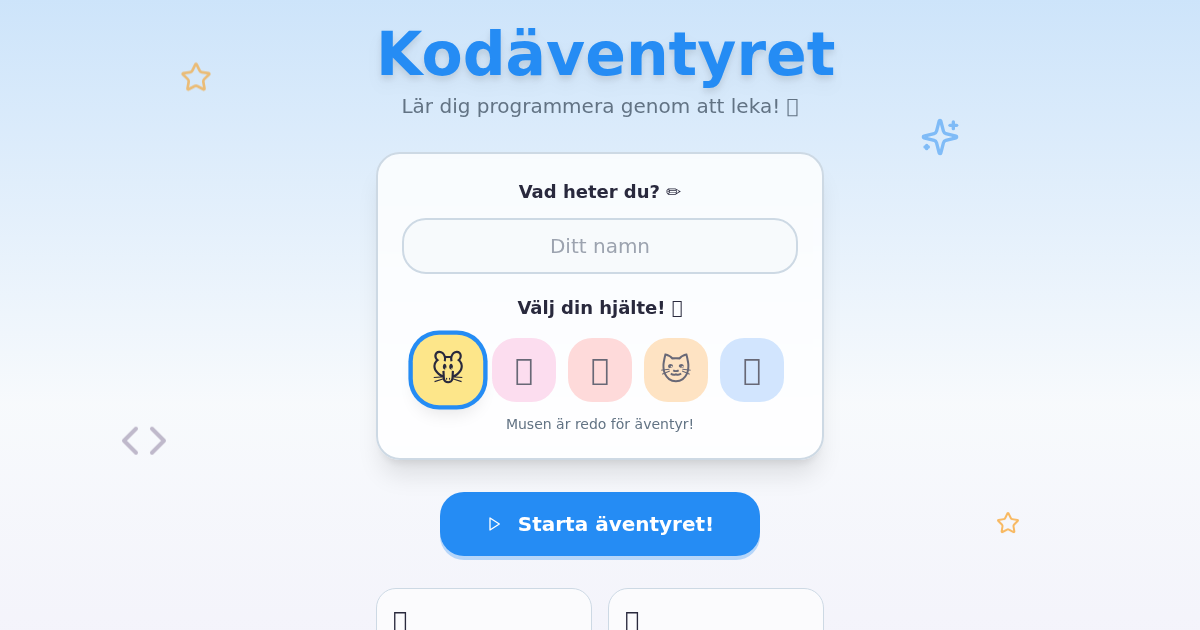 Kodäventyret
Lär dig programmera genom att leka!
Vad heter du? ✏
Ditt namn
Välj din hjälte!
Musen är redo för äventyr!
Starta äventyret!